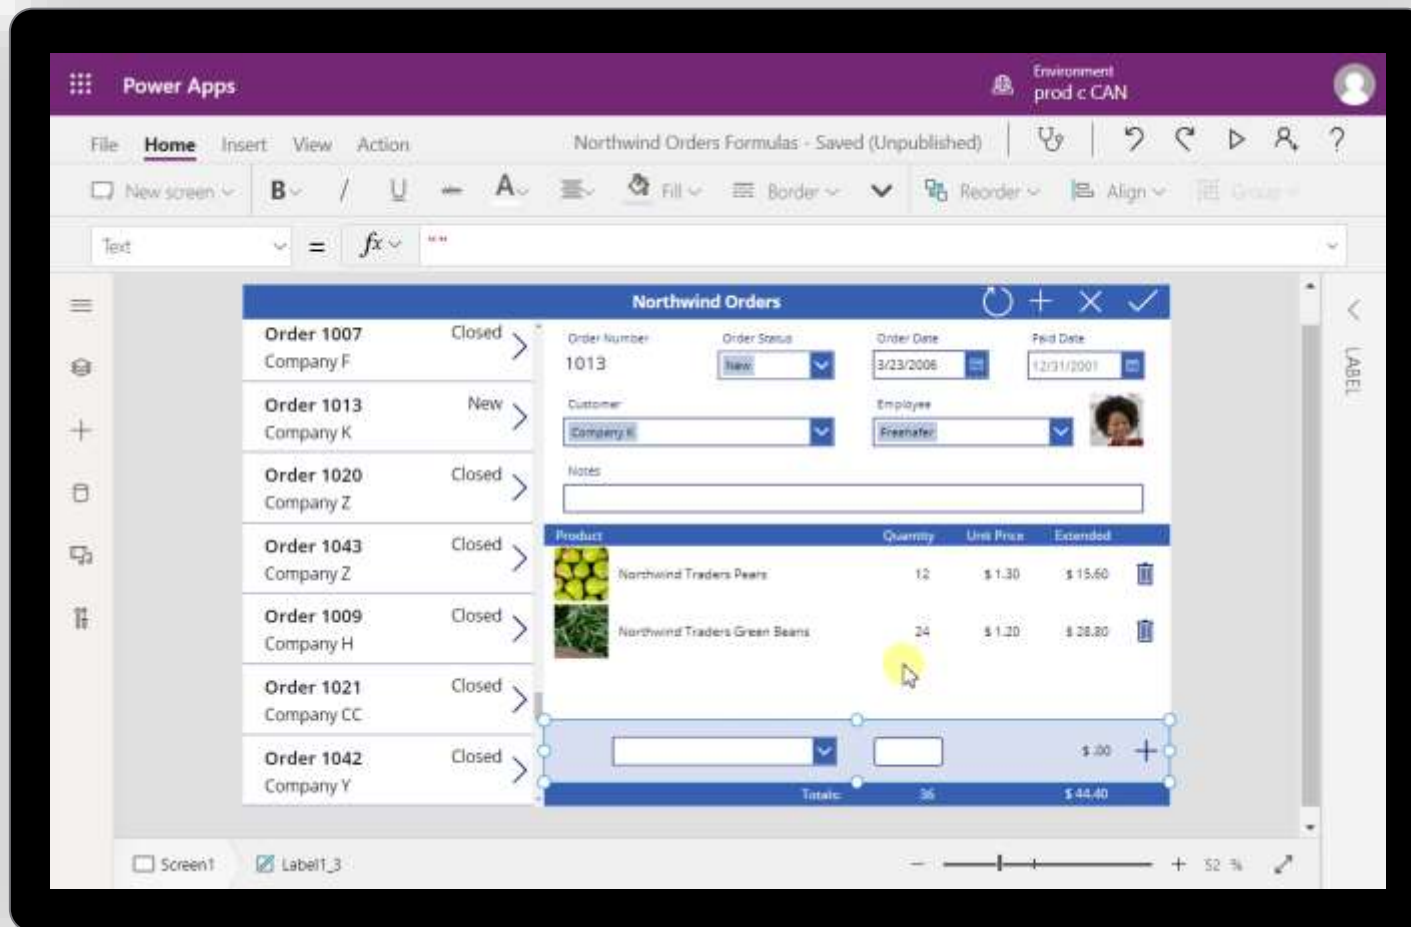 Power Apps
Environment
prod c CAN
File Home Insert View Action
Northwind Orders Formulas - Saved (Unpublished)
?
New screen
B / U abc A
Fill
Border
Reorder
Align
Group
Text = fx ""
Northwind Orders
Order 1007 Closed
Company F
Order 1013 New
Company K
Order 1020 Closed
Company Z
Order 1043 Closed
Company Z
Order 1009 Closed
Company H
Order 1021 Closed
Company CC
Order 1042 Closed
Company Y
Order Number Order Status Order Date Paid Date
1013 New 3/23/2006 12/31/2001
Customer Employee
Company K Freehafer
Notes
Product Quantity Unit Price Extended
Northwind Traders Pears 12 $ 1.30 $ 15.60
Northwind Traders Green Beans 24 $ 1.20 $ 28.80
$ .00
Totals: 36 $ 44.40
LABEL
Screen1 Label1_3
52 %